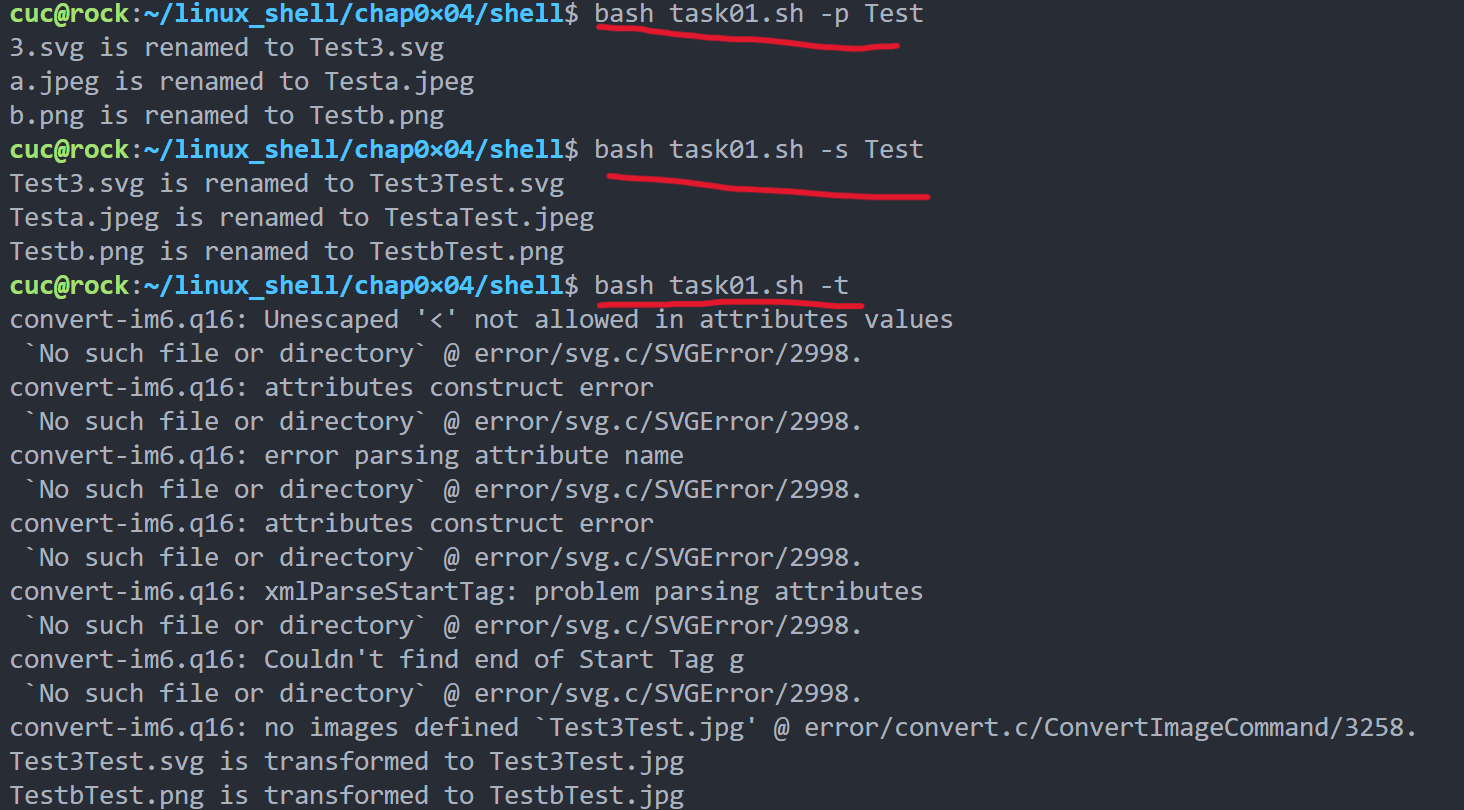 cuc@rock:~/linux_shell/chap0×04/shell$ bash task01.sh -p Test
3.svg is renamed to Test3.svg
a.jpeg is renamed to Testa.jpeg
b.png is renamed to Testb.png
cuc@rock:~/linux_shell/chap0×04/shell$ bash task01.sh -s Test
Test3.svg is renamed to Test3Test.svg
Testa.jpeg is renamed to TestaTest.jpeg
Testb.png is renamed to TestbTest.png
cuc@rock:~/linux_shell/chap0×04/shell$ bash task01.sh -t
convert-im6.q16: Unescaped '<' not allowed in attributes values
 `No such file or directory` @ error/svg.c/SVGError/2998.
convert-im6.q16: attributes construct error
 `No such file or directory` @ error/svg.c/SVGError/2998.
convert-im6.q16: error parsing attribute name
 `No such file or directory` @ error/svg.c/SVGError/2998.
convert-im6.q16: attributes construct error
 `No such file or directory` @ error/svg.c/SVGError/2998.
convert-im6.q16: xmlParseStartTag: problem parsing attributes
 `No such file or directory` @ error/svg.c/SVGError/2998.
convert-im6.q16: Couldn't find end of Start Tag g
 `No such file or directory` @ error/svg.c/SVGError/2998.
convert-im6.q16: no images defined `Test3Test.jpg' @ error/convert.c/ConvertImageCommand/3258.
Test3Test.svg is transformed to Test3Test.jpg
TestbTest.png is transformed to TestbTest.jpg